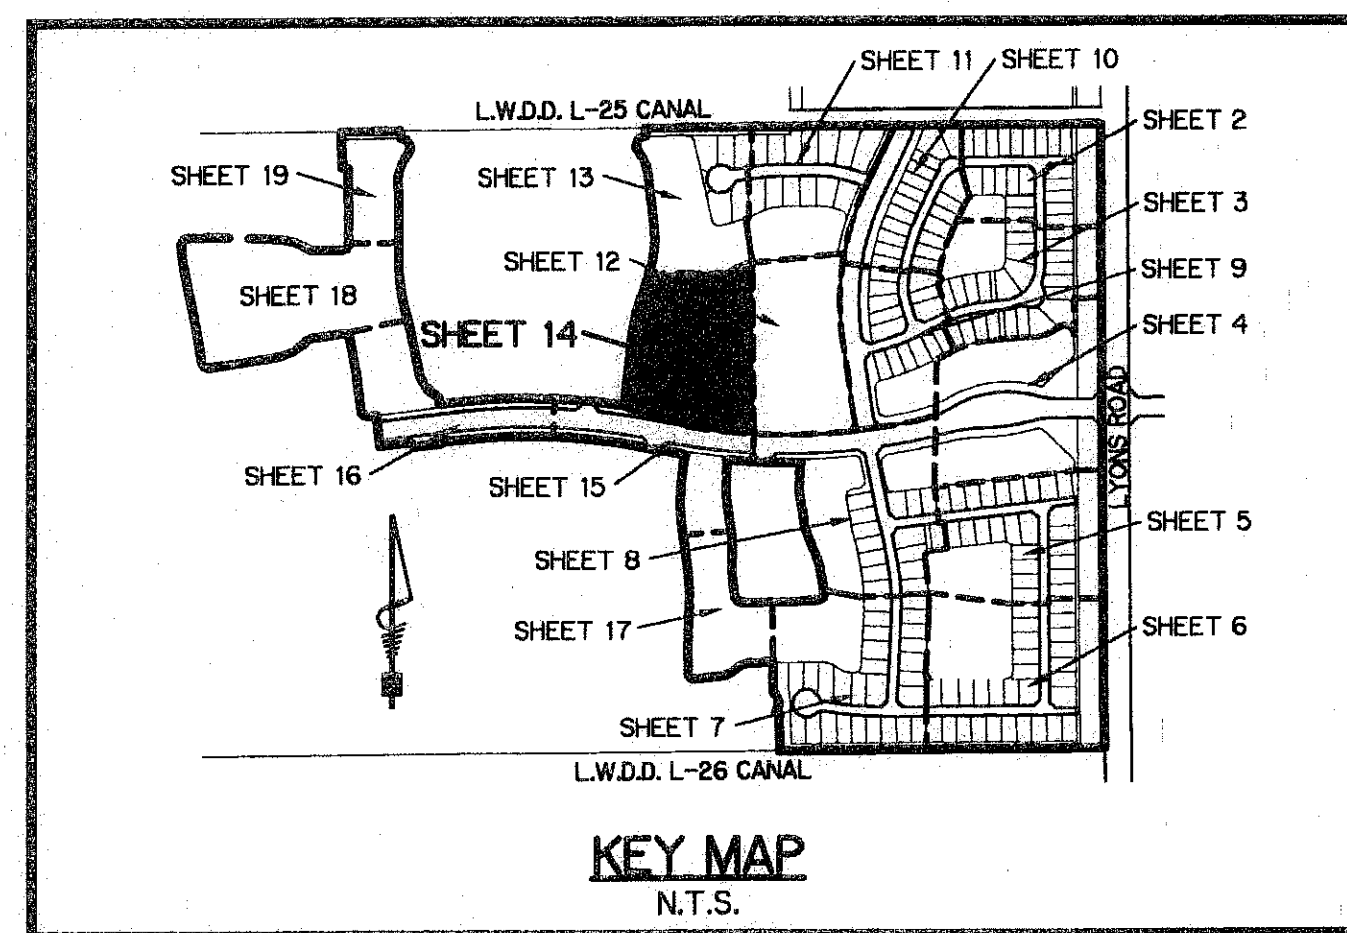 SHEET 11
SHEET 10
L.W.D.D. L-25 CANAL
SHEET 2
SHEET 19
SHEET 13
SHEET 3
SHEET 12
SHEET 9
SHEET 18
SHEET 14
SHEET 4
LYONS ROAD
SHEET 16
SHEET 15
SHEET 5
SHEET 8
SHEET 17
SHEET 6
SHEET 7
L.W.D.D. L-26 CANAL
KEY MAP
N.T.S.